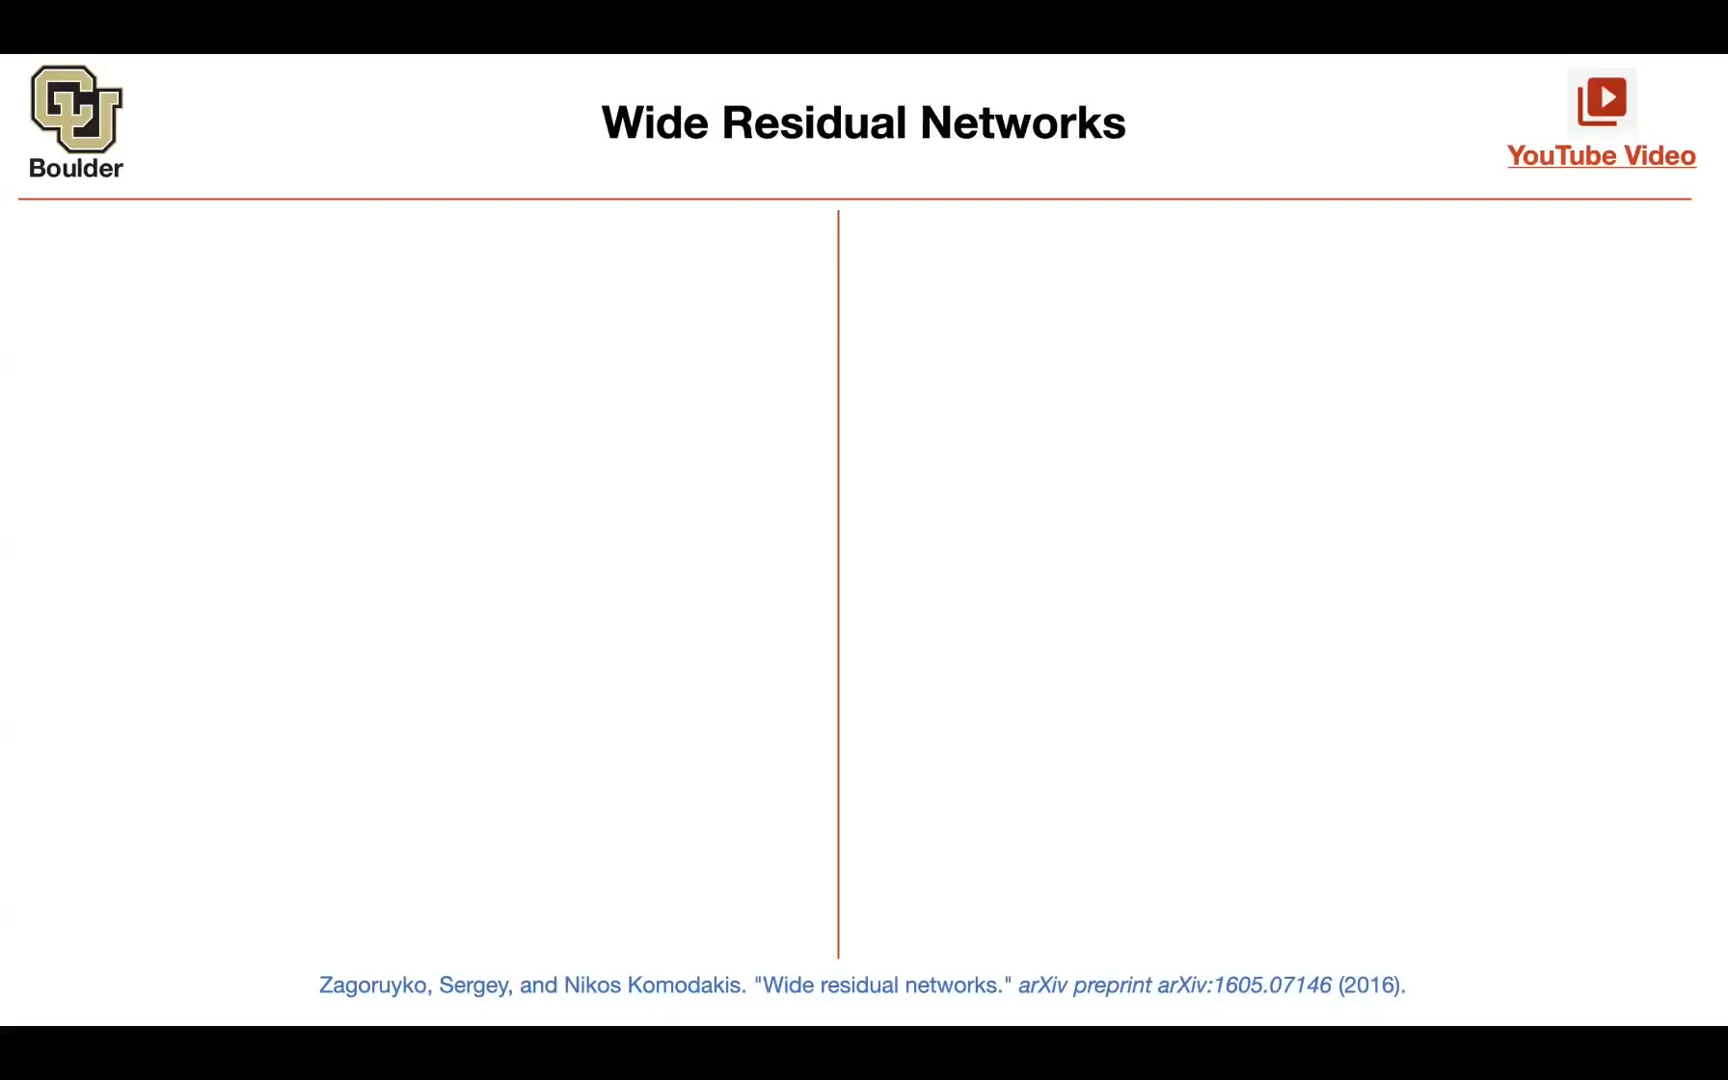 CU
Boulder
Wide Residual Networks
YouTube Video
Zagoruyko, Sergey, and Nikos Komodakis. "Wide residual networks." arXiv preprint arXiv:1605.07146 (2016).